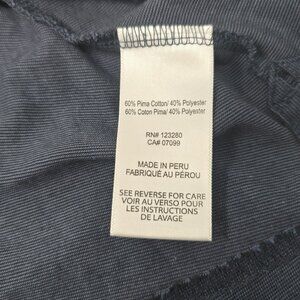 60% Pima Cotton/ 40% Polyester
60% Coton Pima/ 40% Polyester
RN# 123280
CA# 07099
MADE IN PERU
FABRIQUÉ AU PÉROU
SEE REVERSE FOR CARE
VOIR AU VERSO POUR
LES INSTRUCTIONS
DE LAVAGE